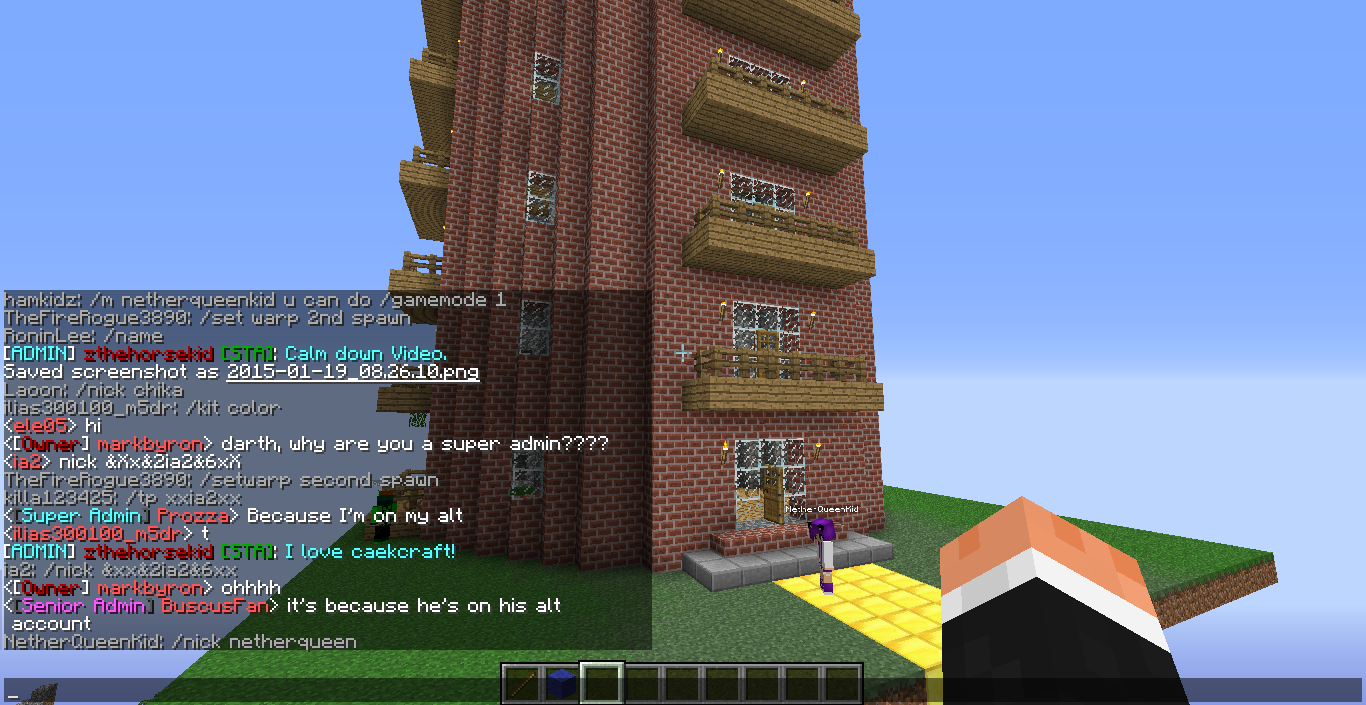 hamkidz: /m netherqueenkid u can do /gamemode 1
TheFireRogue3890: /set warp 2nd spawn
RoninLee: /name
[ADMIN] zthehorsekid [STA]: Calm down Video.
Saved screenshot as 2015-01-19_08.26.10.png
Laoon: /nick chika
ilias300100_m5dr: /kit color
<ele05> hi
<[Owner] markbyron> darth, why are you a super admin????
<ia2> nick &Xx&2ia2&6xX
TheFireRogue3890: /setwarp second spawn
killa123425: /tp xxia2xx
<[Super Admin] Prozza> Because I'm on my alt
<ilias300100_m5dr> t
[ADMIN] zthehorsekid [STA]: I love caekcraft!
ia2: /nick &xx&2ia2&6xx
<[Owner] markbyron> ohhhh
<[Senior Admin] BuscusFan> it's because he's on his alt
account
NetherQueenKid: /nick netherqueen
_
NetherQueenKid